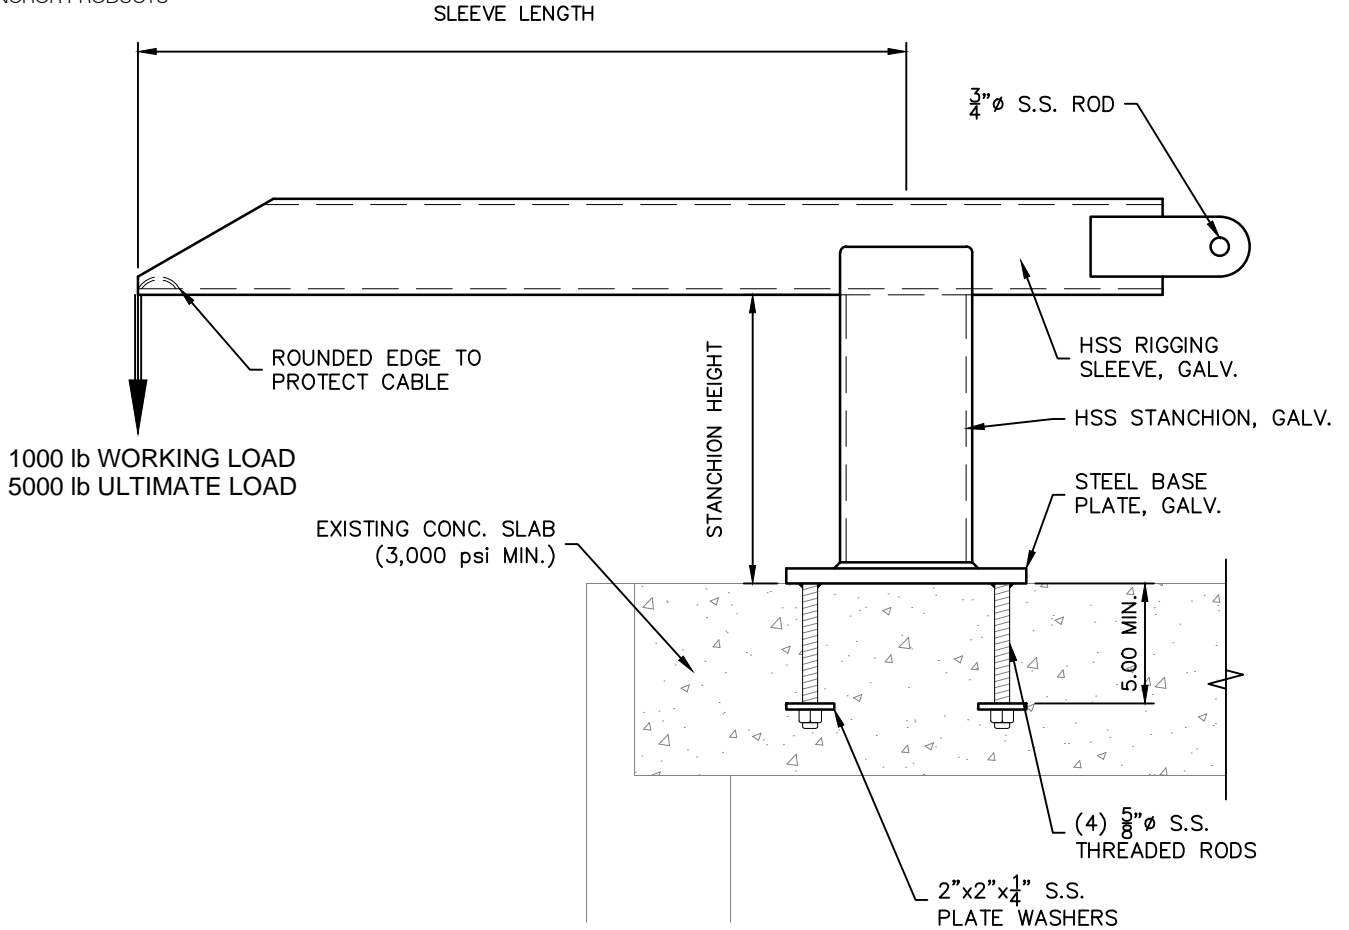 PRODUCTS
SLEEVE LENGTH
3/4"ø S.S. ROD
ROUNDED EDGE TO
PROTECT CABLE
HSS RIGGING
SLEEVE, GALV.
STANCHION HEIGHT
HSS STANCHION, GALV.
1000 lb WORKING LOAD
5000 lb ULTIMATE LOAD
STEEL BASE
PLATE, GALV.
EXISTING CONC. SLAB
(3,000 psi MIN.)
5.00 MIN.
(4) 5/8"ø S.S.
THREADED RODS
2"x2"x1/4" S.S.
PLATE WASHERS